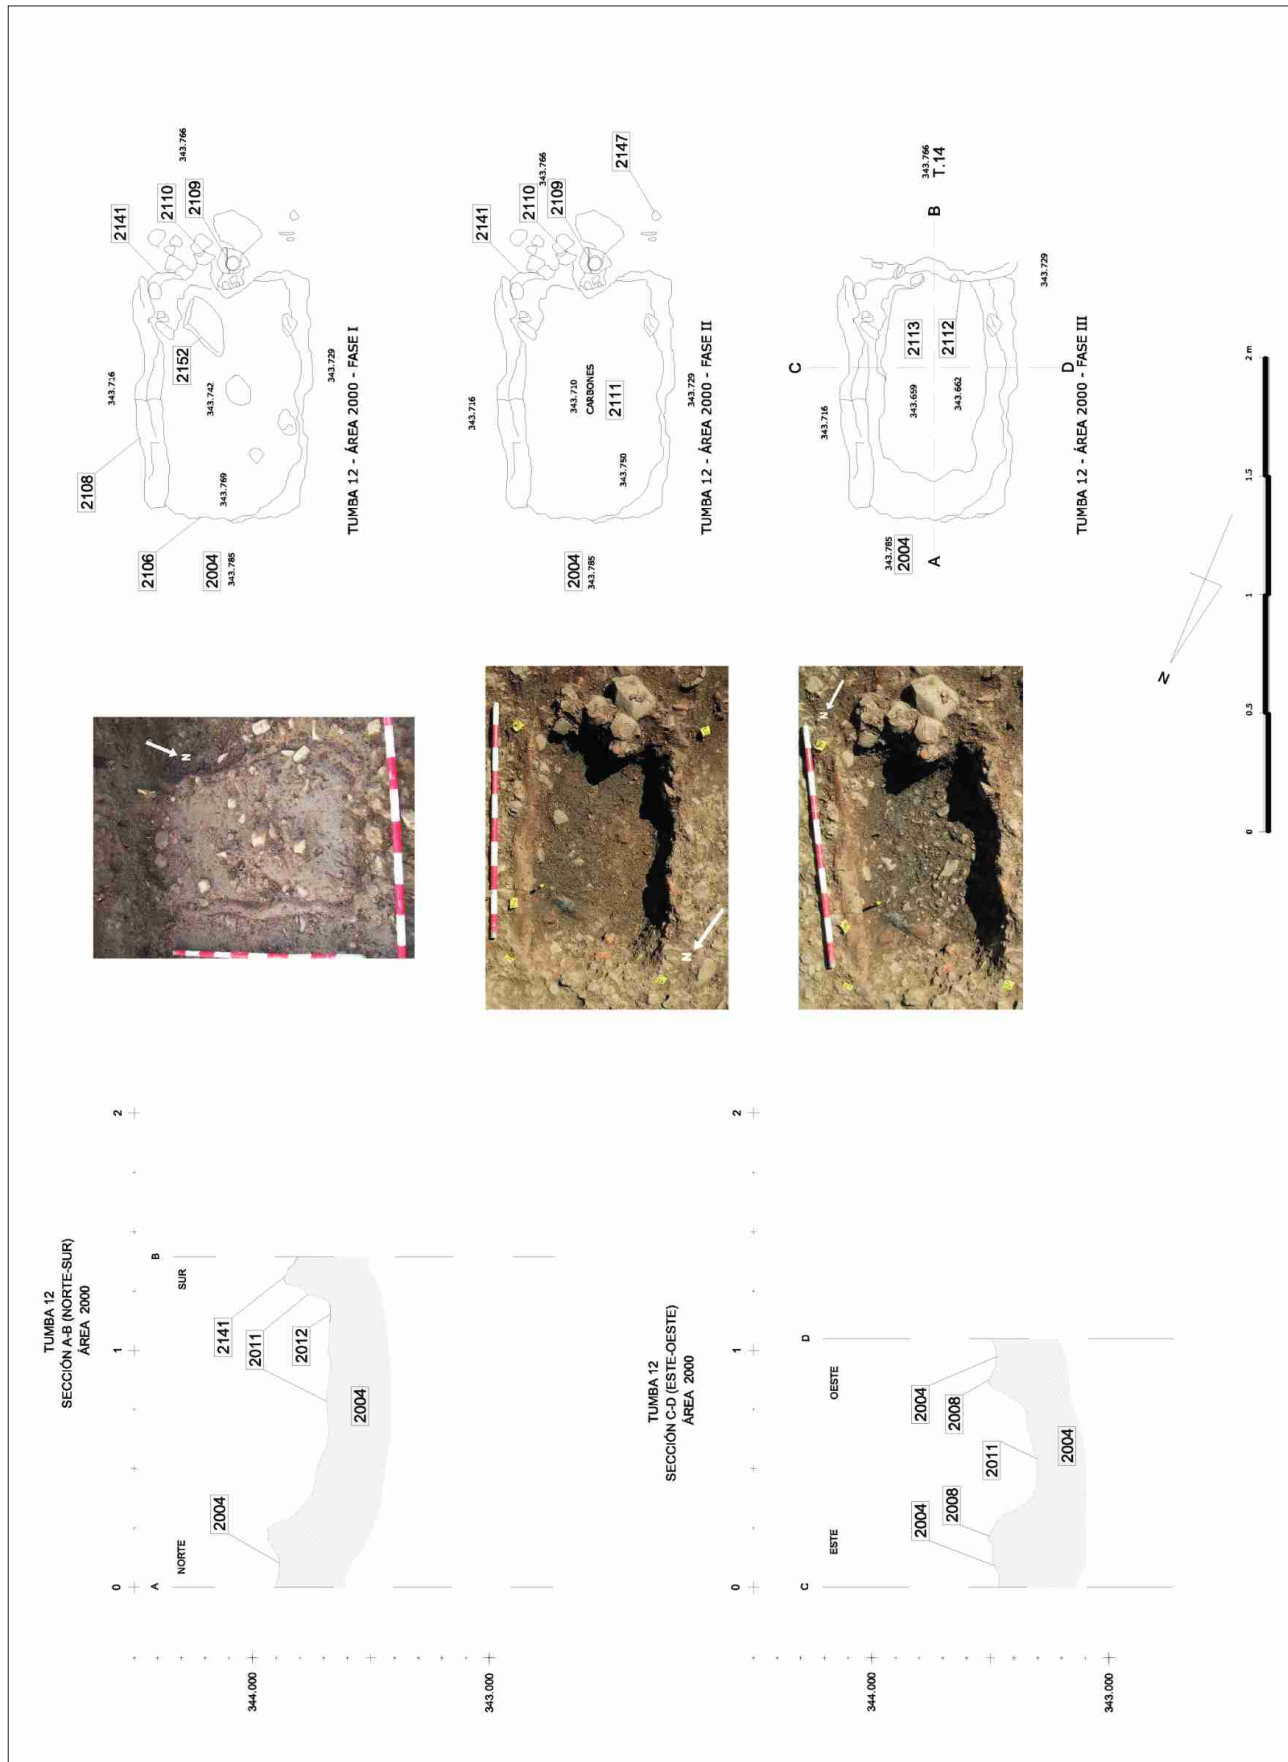 TUMBA 12
SECCIÓN A-B (NORTE-SUR)
ÁREA 2000
0
1
2
A
NORTE
B
SUR
2004
2141
2011
2012
2004
344.000
343.000
TUMBA 12
SECCIÓN C-D (ESTE-OESTE)
ÁREA 2000
0
1
2
C
ESTE
D
OESTE
2004
2008
2011
2004
2008
2004
344.000
343.000
N
N
N
2108
2141
2110
2109
343.766
343.716
2106
2004
343.785
343.769
2152
343.742
343.729
TUMBA 12 - ÁREA 2000 - FASE I
2141
2110
343.766
2109
2147
343.716
2004
343.785
343.710
CARBONES
2111
343.750
343.729
TUMBA 12 - ÁREA 2000 - FASE II
C
343.716
343.785
2004
A
2113
2112
343.659
343.662
B
343.766
T.14
343.729
D
TUMBA 12 - ÁREA 2000 - FASE III
N
0
0.5
1
1.5
2 m